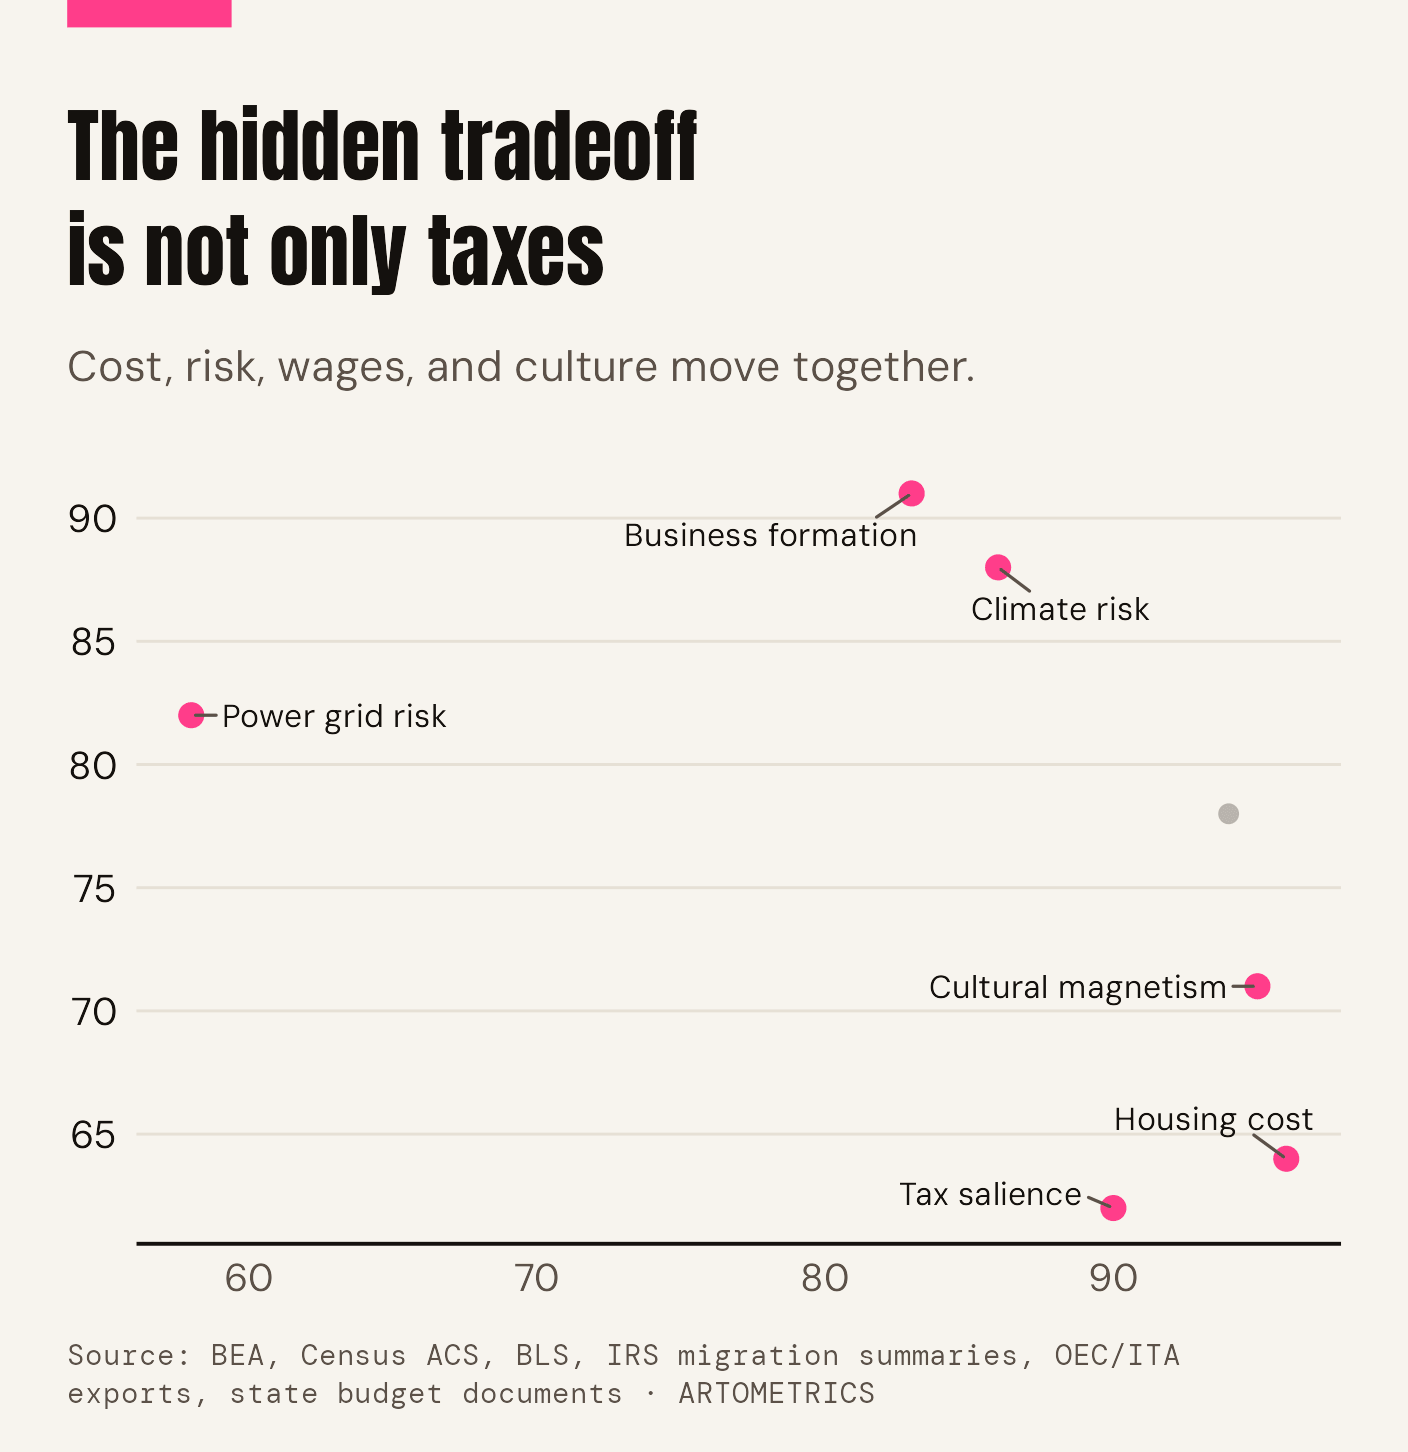 The hidden tradeoff
is not only taxes
Cost, risk, wages, and culture move together.
90
Business formation
Climate risk
85
Power grid risk
80
75
Cultural magnetism
70
Housing cost
65
Tax salience
60 70 80 90
Source: BEA, Census ACS, BLS, IRS migration summaries, OEC/ITA
exports, state budget documents · ARTOMETRICS